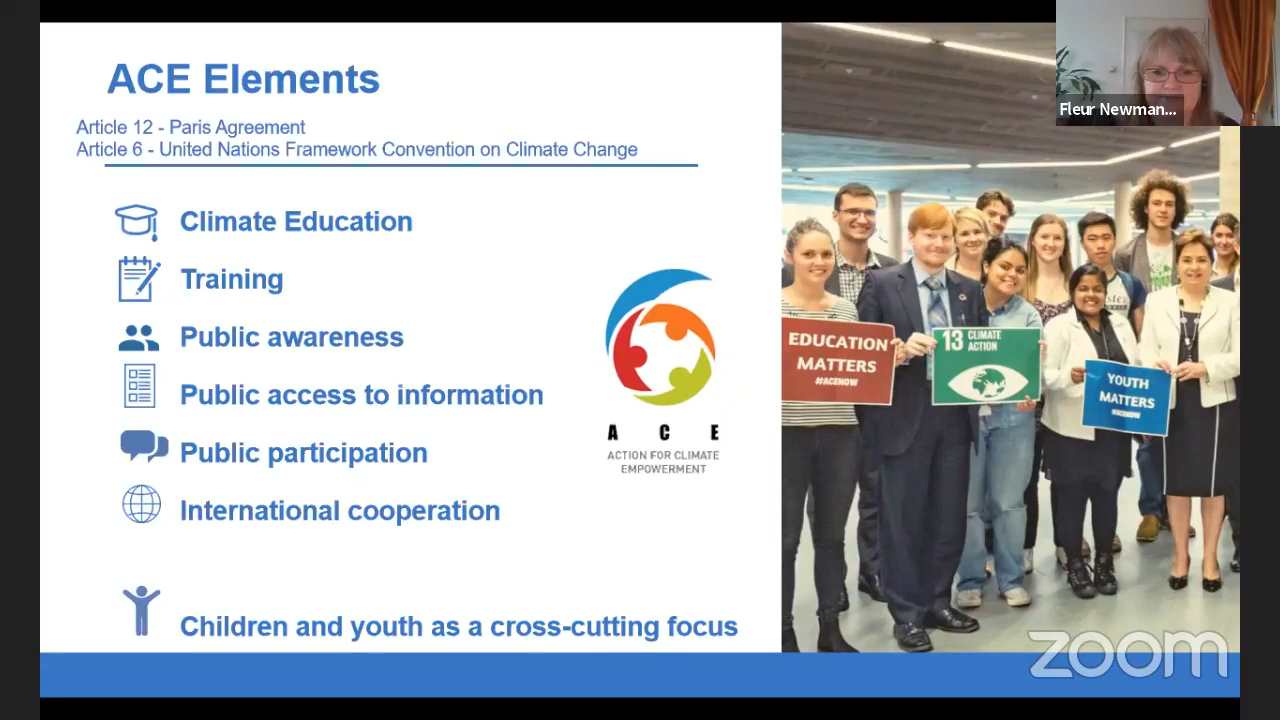 ACE Elements
Article 12 - Paris Agreement
Article 6 - United Nations Framework Convention on Climate Change
Climate Education
Training
Public awareness
Public access to information
Public participation
International cooperation
Children and youth as a cross-cutting focus
A C E
ACTION FOR CLIMATE
EMPOWERMENT
EDUCATION
MATTERS
#ACENOW
13 CLIMATE
ACTION
YOUTH
MATTERS
#ACENOW
Fleur Newman...
zoom